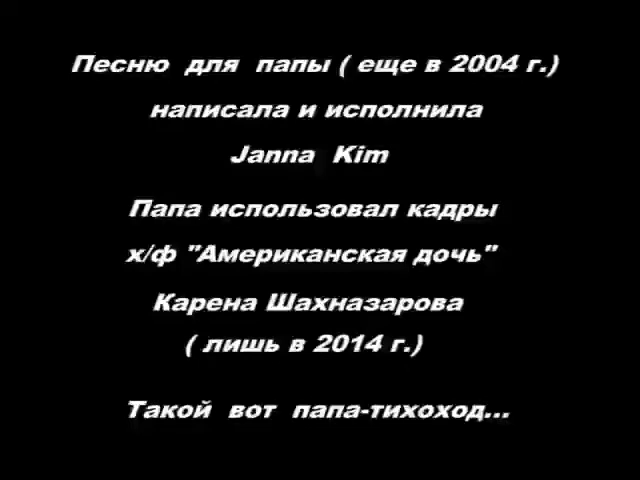 Песню для папы ( еще в 2004 г.)
написала и исполнила
Janna Kim
Папа использовал кадры
х/ф "Американская дочь"
Карена Шахназарова
( лишь в 2014 г.)
Такой вот папа-тихоход...